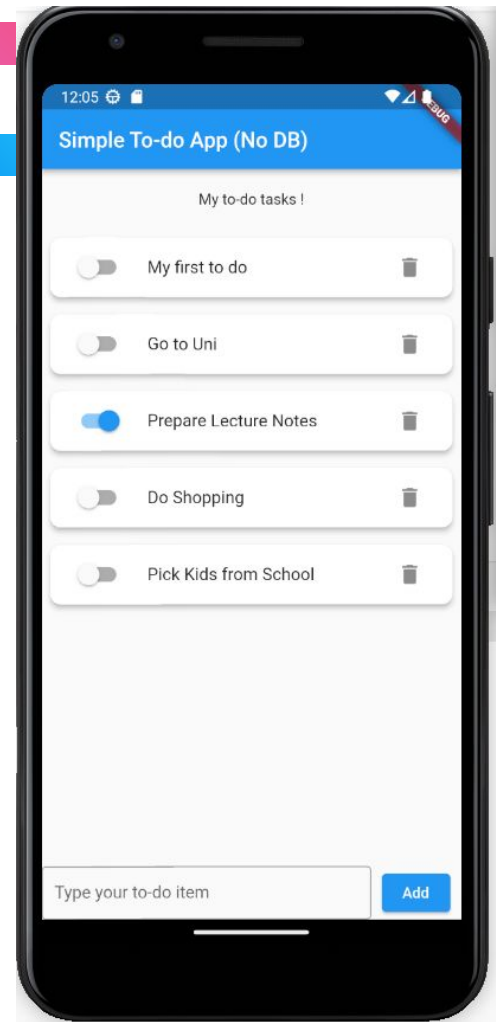 12:05
DEBUG
Simple To-do App (No DB)
My to-do tasks !
My first to do
Go to Uni
Prepare Lecture Notes
Do Shopping
Pick Kids from School
Type your to-do item
Add